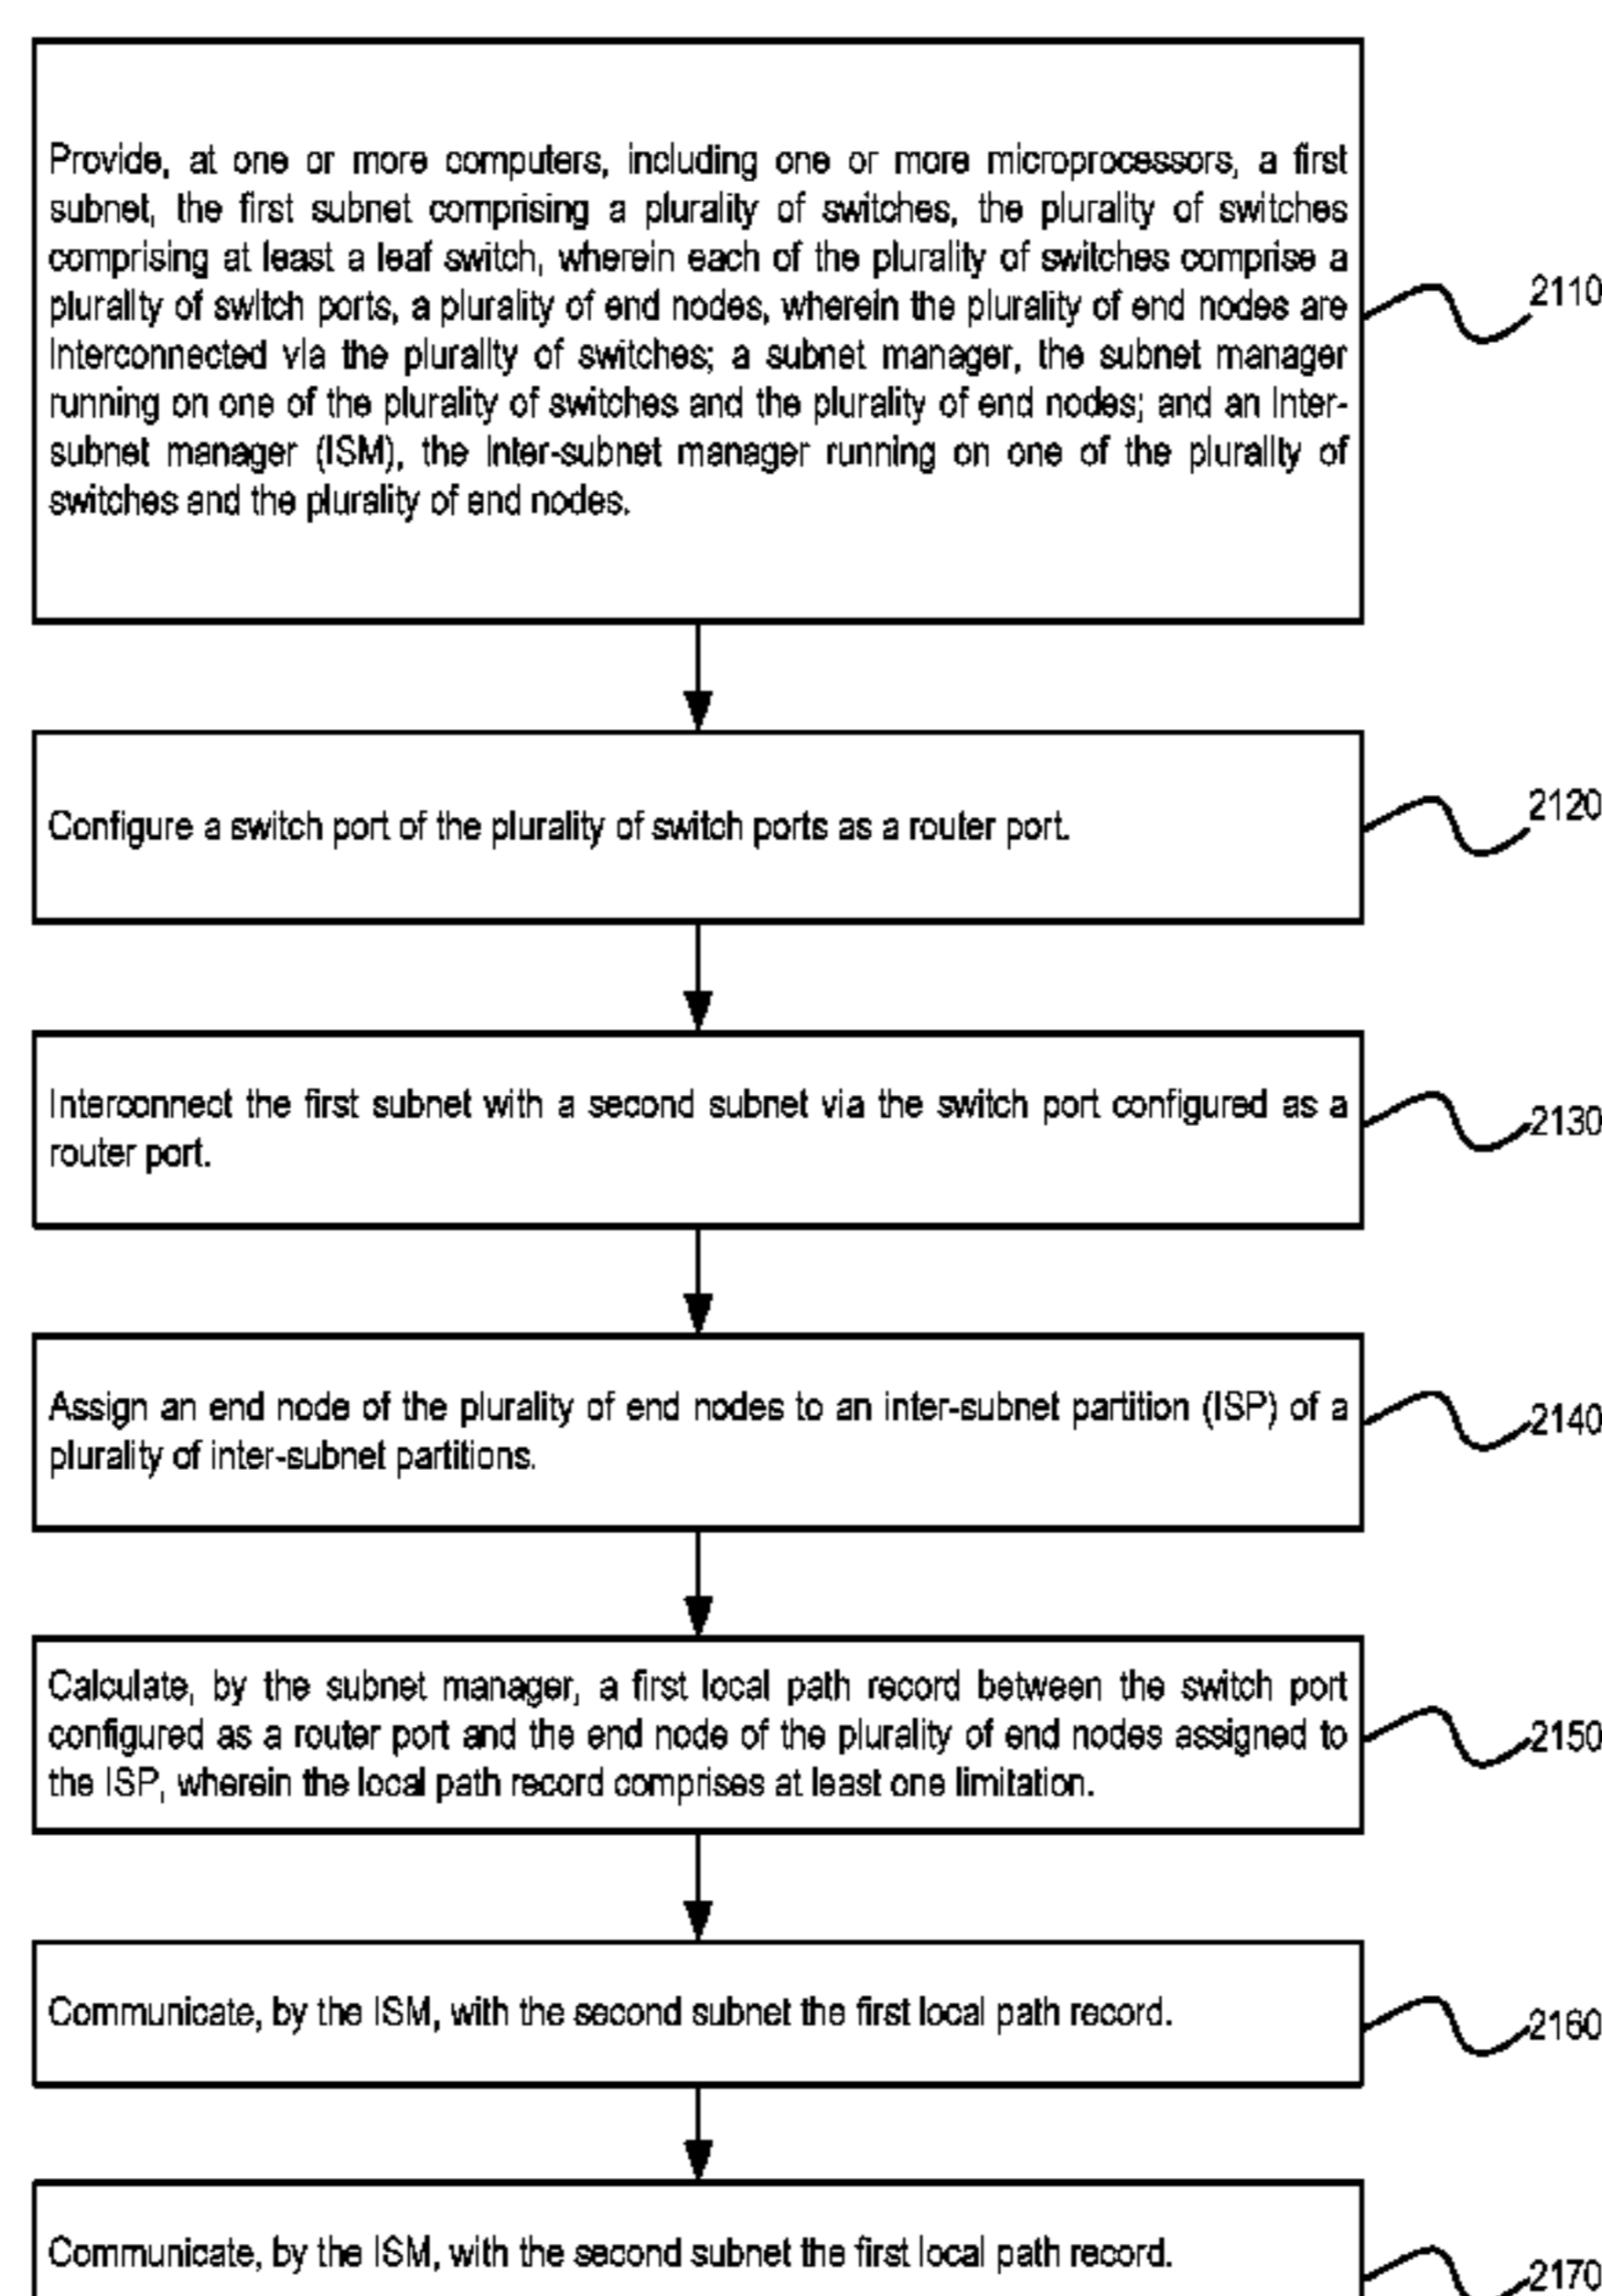 Provide, at one or more computers, including one or more microprocessors, a first
subnet, the first subnet comprising a plurality of switches, the plurality of switches
comprising at least a leaf switch, wherein each of the plurality of switches comprise a
plurality of switch ports, a plurality of end nodes, wherein the plurality of end nodes are
interconnected via the plurality of switches; a subnet manager, the subnet manager
running on one of the plurality of switches and the plurality of end nodes; and an inter-
subnet manager (ISM), the inter-subnet manager running on one of the plurality of
switches and the plurality of end nodes.
2110
Configure a switch port of the plurality of switch ports as a router port.
2120
Interconnect the first subnet with a second subnet via the switch port configured as a
router port.
2130
Assign an end node of the plurality of end nodes to an inter-subnet partition (ISP) of a
plurality of inter-subnet partitions.
2140
Calculate, by the subnet manager, a first local path record between the switch port
configured as a router port and the end node of the plurality of end nodes assigned to
the ISP, wherein the local path record comprises at least one limitation.
2150
Communicate, by the ISM, with the second subnet the first local path record.
2160
Communicate, by the ISM, with the second subnet the first local path record.
2170